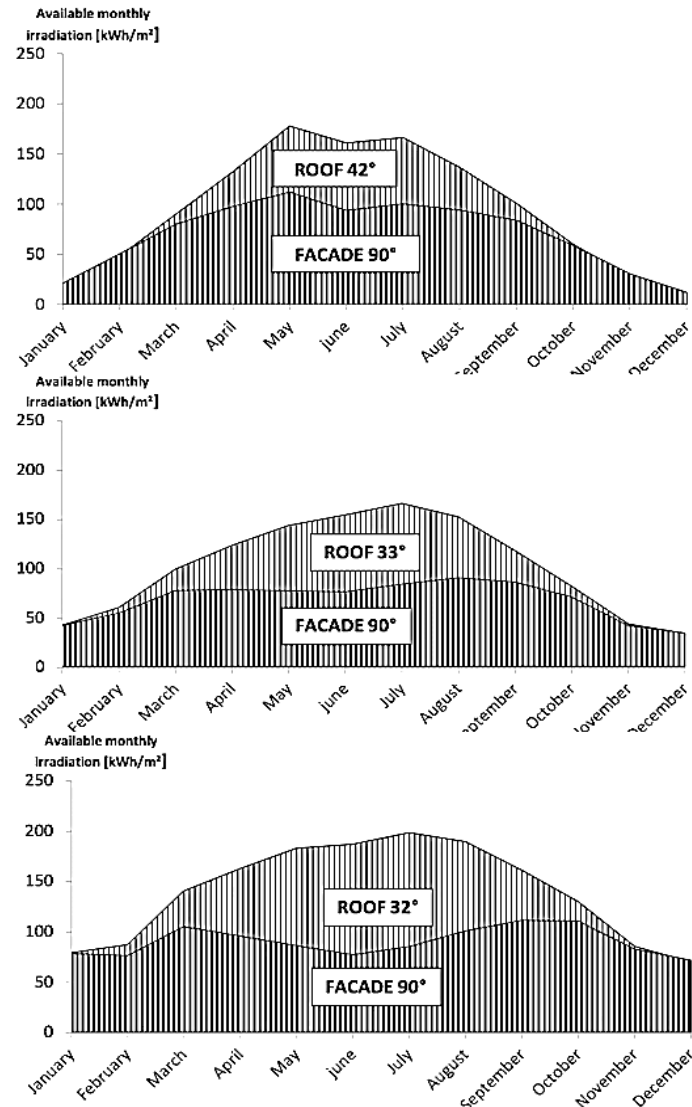 Available monthly
irradiation [kWh/m²]
250
200
150
100
50
0
ROOF 42°
FACADE 90°
January
February
March
April
May
june
July
August
September
October
November
December
Available monthly
irradiation [kWh/m²]
250
200
150
100
50
0
ROOF 33°
FACADE 90°
January
February
March
April
May
june
July
August
September
October
November
December
Available monthly
irradiation [kWh/m²]
250
200
150
100
50
0
ROOF 32°
FACADE 90°
January
February
March
April
May
june
July
August
September
October
November
December